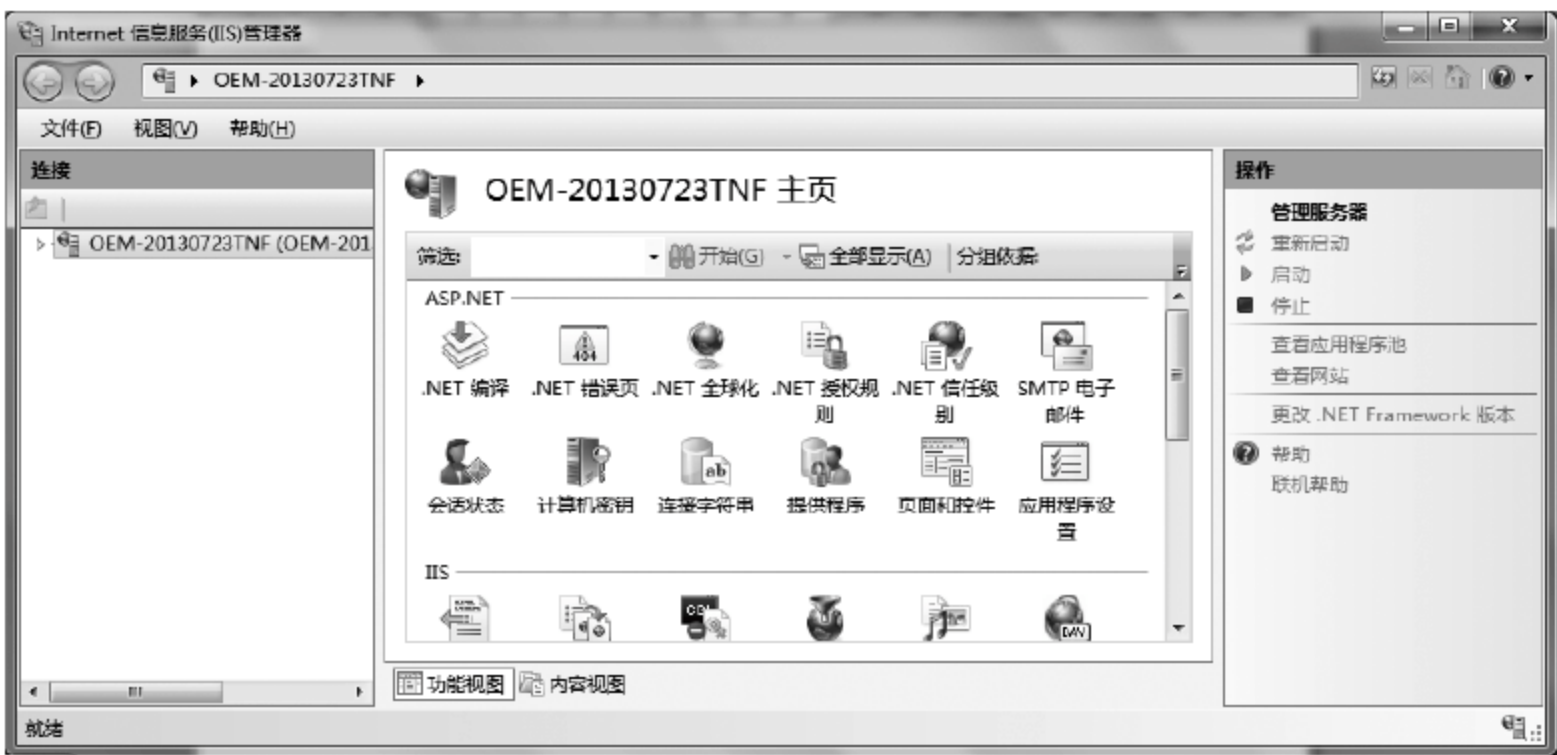 Internet 信息服务(IIS)管理器
OEM-20130723TNF
文件(F) 视图(V) 帮助(H)
连接
OEM-20130723TNF (OEM-201
OEM-20130723TNF 主页
筛选: 开始(G) 全部显示(A) 分组依据:
ASP.NET
404
.NET 编译 .NET 错误页 .NET 全球化 .NET 授权规则 .NET 信任级别 SMTP 电子邮件
ab
会话状态 计算机密钥 连接字符串 提供程序 页面和控件 应用程序设置
IIS
CGI
DAV
功能视图 内容视图
操作
管理服务器
重新启动
启动
停止
查看应用程序池
查看网站
更改 .NET Framework 版本
帮助
联机帮助
就绪